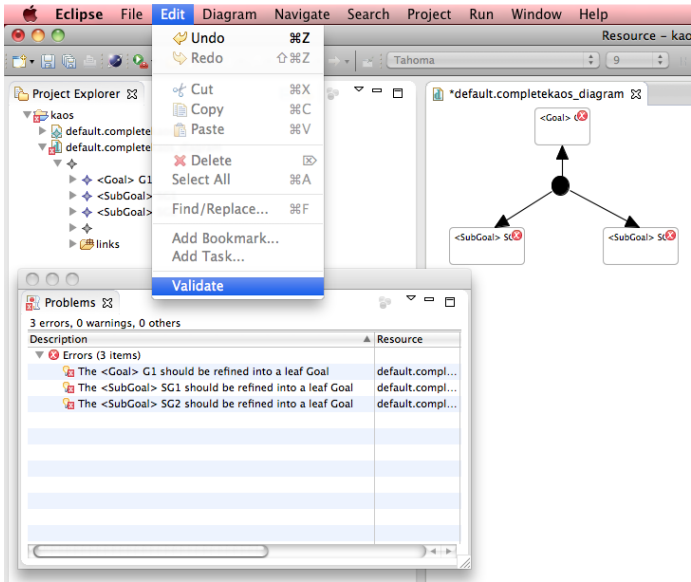 Eclipse File Edit Diagram Navigate Search Project Run Window Help
Resource – kao
Undo ⌘Z
Redo ⇧⌘Z
Tahoma 9
Cut ⌘X
Copy ⌘C
Paste ⌘V
Delete ⌦
Select All ⌘A
Find/Replace... ⌘F
Add Bookmark...
Add Task...
Validate
Project Explorer
kaos
default.complete
default.complete
<Goal> G1
<SubGoal>
<SubGoal>
links
*default.completekaos_diagram
<Goal>
<SubGoal>
<SubGoal>
Problems
3 errors, 0 warnings, 0 others
Description Resource
Errors (3 items)
The <Goal> G1 should be refined into a leaf Goal default.compl...
The <SubGoal> SG1 should be refined into a leaf Goal default.compl...
The <SubGoal> SG2 should be refined into a leaf Goal default.compl...